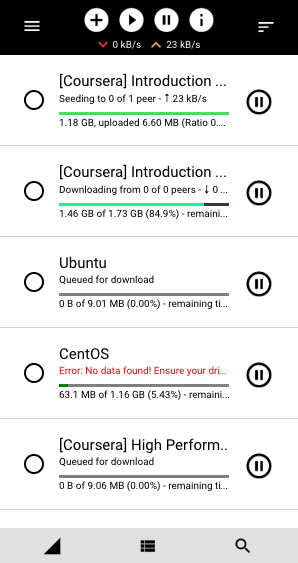 0 kB/s 23 kB/s
[Coursera] Introduction ...
Seeding to 0 of 1 peer - ↑ 23 kB/s
1.18 GB, uploaded 6.60 MB (Ratio 0....
[Coursera] Introduction ...
Downloading from 0 of 0 peers - ↓ 0 ...
1.46 GB of 1.73 GB (84.9%) - remaini...
Ubuntu
Queued for download
0 B of 9.01 MB (0.00%) - remaining ti...
CentOS
Error: No data found! Ensure your dri...
63.1 MB of 1.16 GB (5.43%) - remaini...
[Coursera] High Perform..
Queued for download
0 B of 9.06 MB (0.00%) - remaining ti...